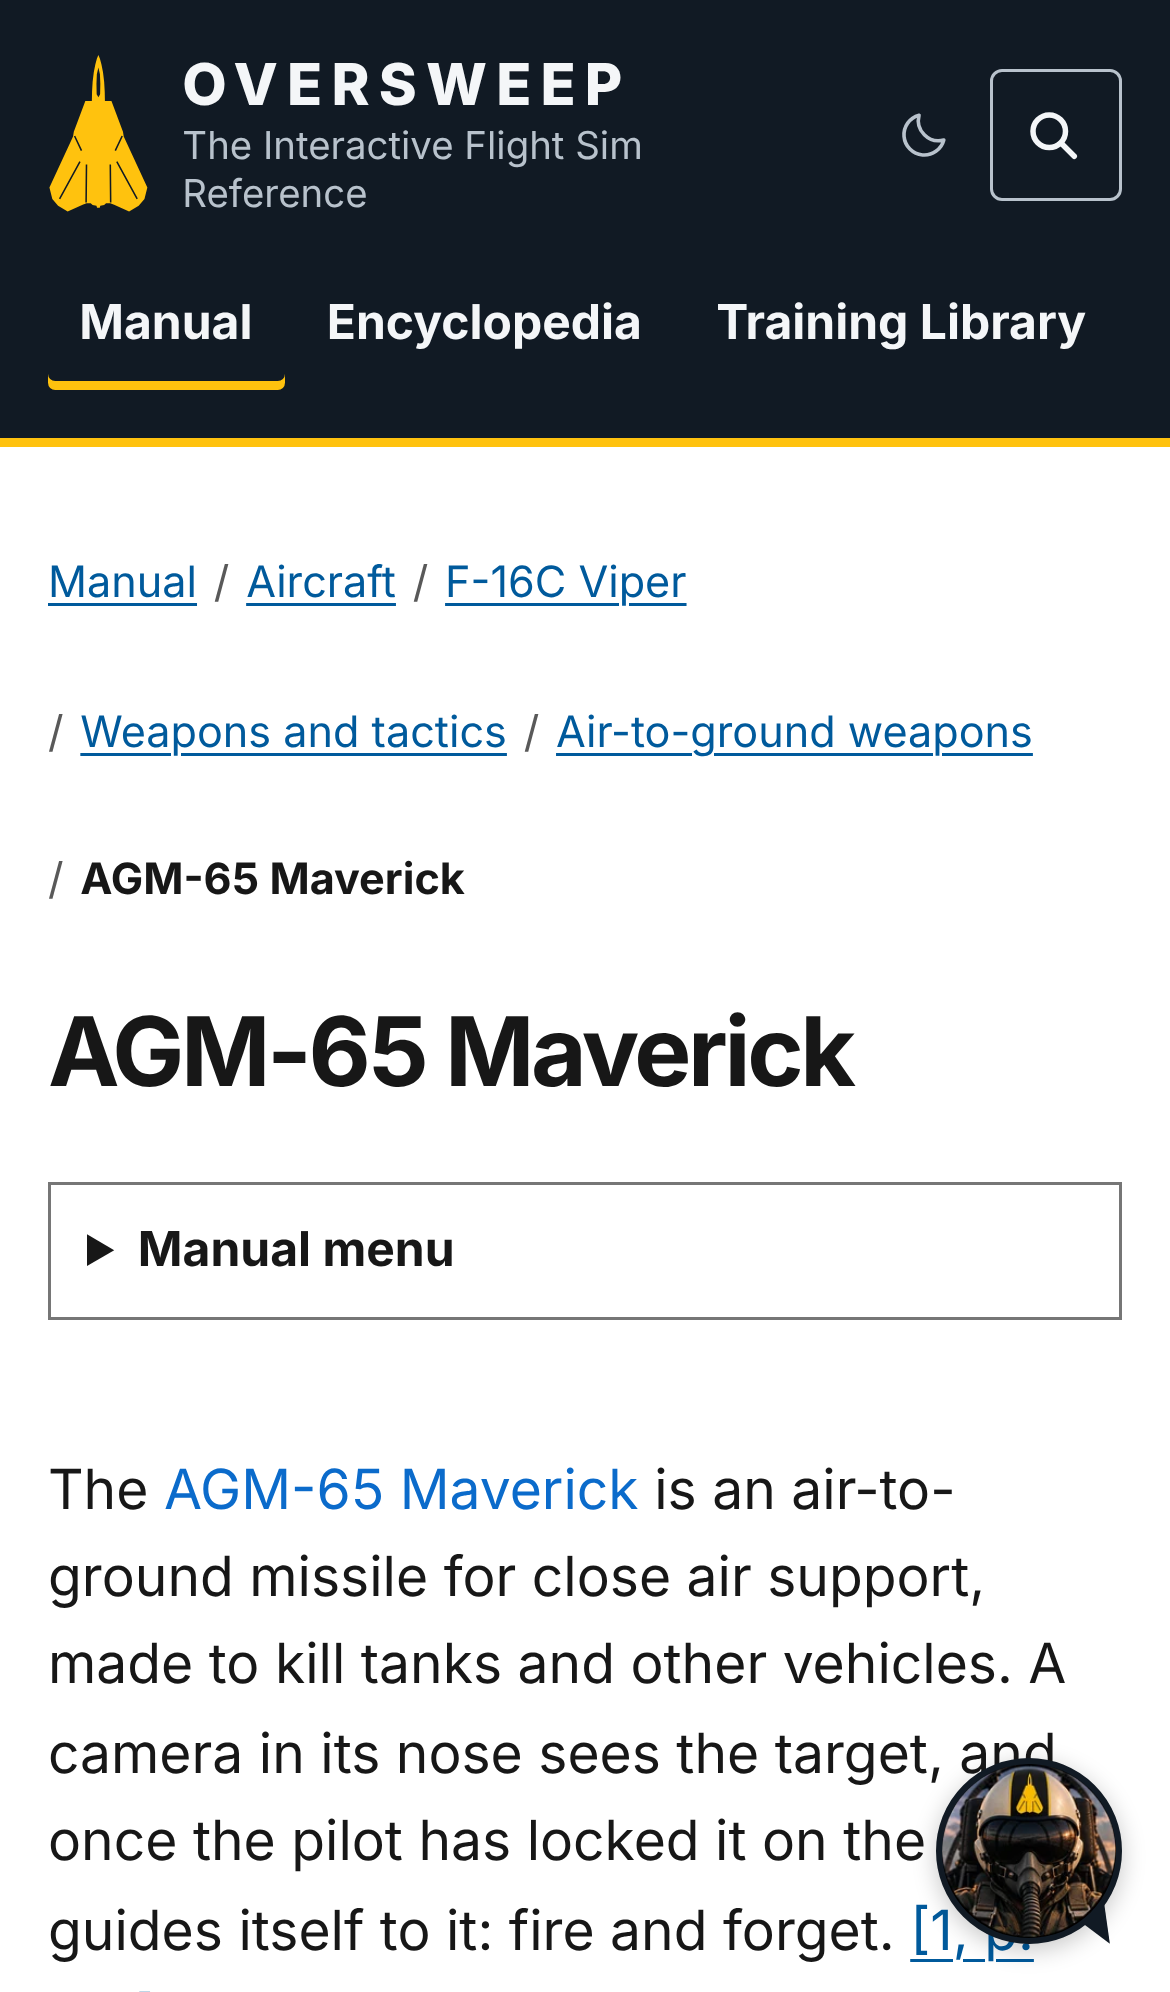 OVERSWEEP
The Interactive Flight Sim
Reference
Manual Encyclopedia Training Library
Manual / Aircraft / F-16C Viper
/ Weapons and tactics / Air-to-ground weapons
/ AGM-65 Maverick
AGM-65 Maverick
Manual menu
The AGM-65 Maverick is an air-to-
ground missile for close air support,
made to kill tanks and other vehicles. A
camera in its nose sees the target, and
once the pilot has locked it on the
guides itself to it: fire and forget. [1, p.